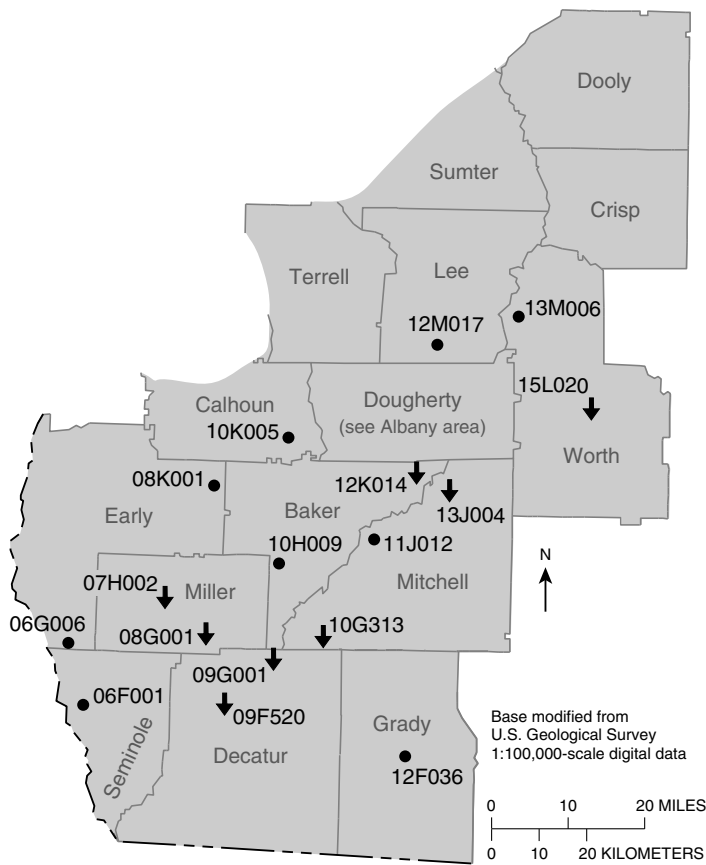 Dooly
Sumter
Crisp
Terrell
Lee
13M006
12M017
15L020
Calhoun
Dougherty
(see Albany area)
10K005
Worth
08K001
12K014
Early
Baker
13J004
10H009
11J012
07H002
Miller
Mitchell
N
06G006
08G001
10G313
09G001
06F001
09F520
Seminole
Decatur
Grady
12F036
Base modified from
U.S. Geological Survey
1:100,000-scale digital data
0 10 20 MILES
0 10 20 KILOMETERS